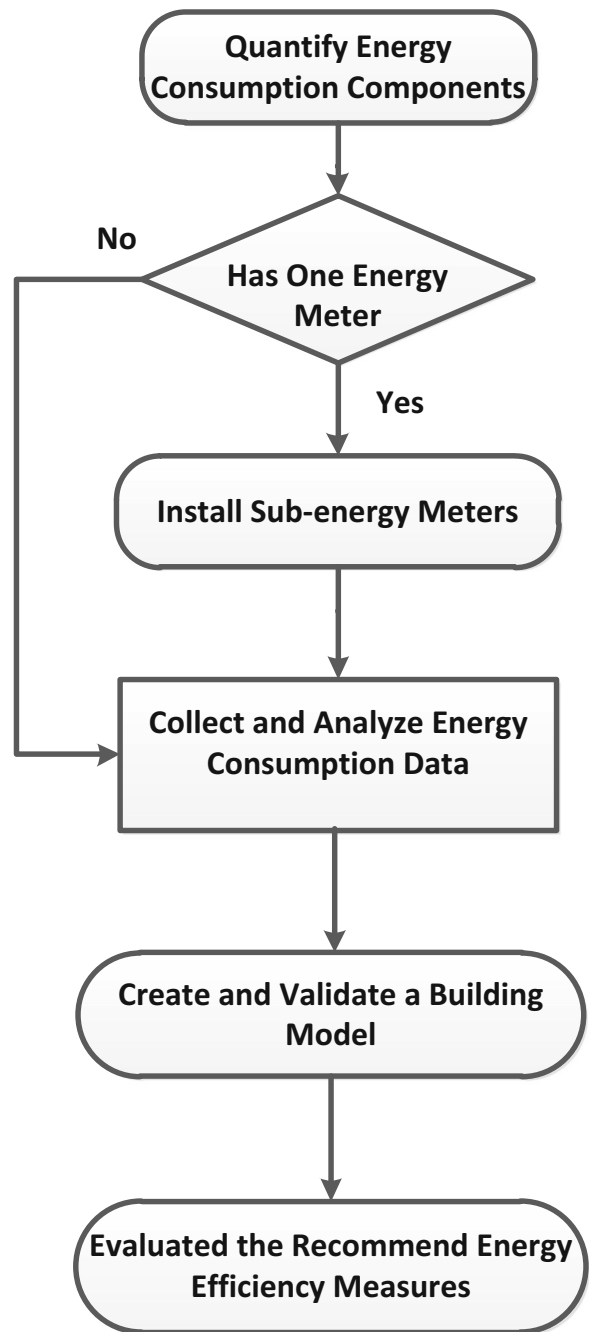 Quantify Energy
Consumption Components
No
Has One Energy
Meter
Yes
Install Sub-energy Meters
Collect and Analyze Energy
Consumption Data
Create and Validate a Building
Model
Evaluated the Recommend Energy
Efficiency Measures